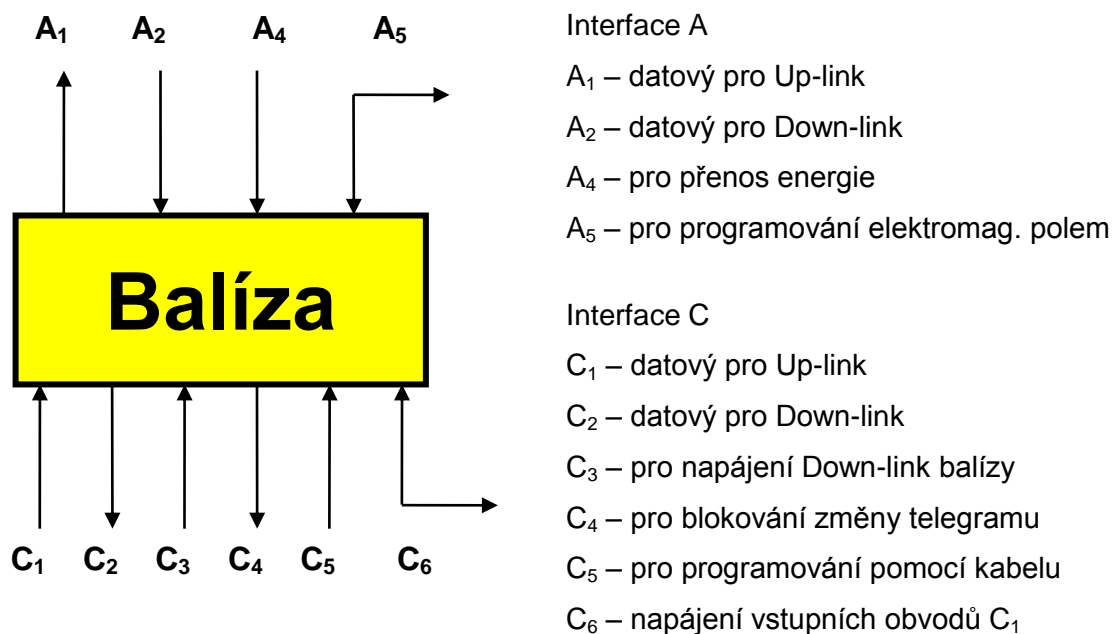 A₁ A₂ A₄ A₅
Balíza
C₁ C₂ C₃ C₄ C₅ C₆
Interface A
A₁ – datový pro Up-link
A₂ – datový pro Down-link
A₄ – pro přenos energie
A₅ – pro programování elektromag. polem
Interface C
C₁ – datový pro Up-link
C₂ – datový pro Down-link
C₃ – pro napájení Down-link balízy
C₄ – pro blokování změny telegramu
C₅ – pro programování pomocí kabelu
C₆ – napájení vstupních obvodů C₁